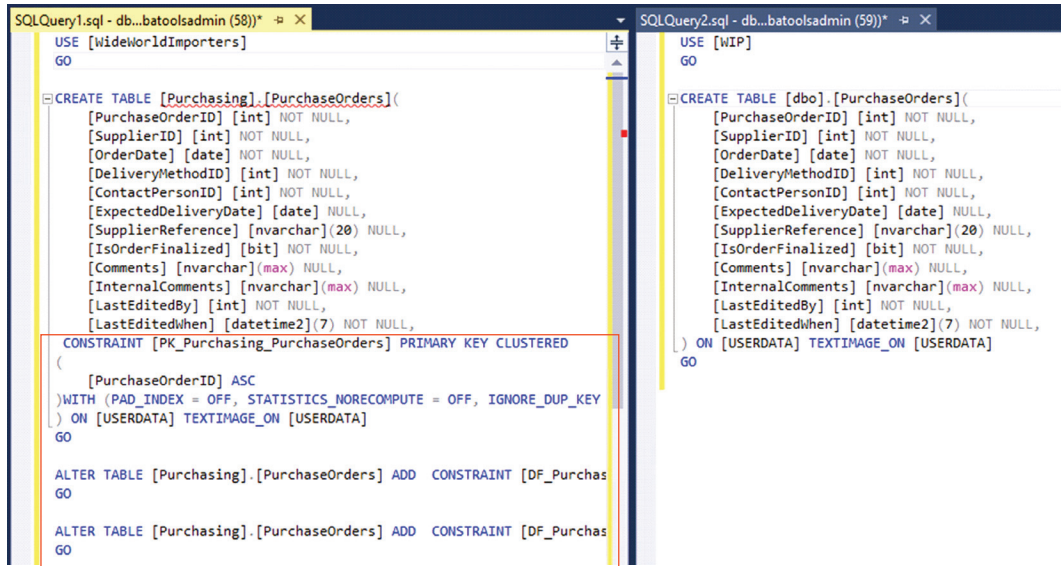 SQLQuery1.sql - db...batoolsadmin (58))*
USE [WideWorldImporters]
GO
CREATE TABLE [Purchasing].[PurchaseOrders](
[PurchaseOrderID] [int] NOT NULL,
[SupplierID] [int] NOT NULL,
[OrderDate] [date] NOT NULL,
[DeliveryMethodID] [int] NOT NULL,
[ContactPersonID] [int] NOT NULL,
[ExpectedDeliveryDate] [date] NULL,
[SupplierReference] [nvarchar](20) NULL,
[IsOrderFinalized] [bit] NOT NULL,
[Comments] [nvarchar](max) NULL,
[InternalComments] [nvarchar](max) NULL,
[LastEditedBy] [int] NOT NULL,
[LastEditedWhen] [datetime2](7) NOT NULL,
CONSTRAINT [PK_Purchasing_PurchaseOrders] PRIMARY KEY CLUSTERED
(
[PurchaseOrderID] ASC
)WITH (PAD_INDEX = OFF, STATISTICS_NORECOMPUTE = OFF, IGNORE_DUP_KEY
) ON [USERDATA] TEXTIMAGE_ON [USERDATA]
GO
ALTER TABLE [Purchasing].[PurchaseOrders] ADD  CONSTRAINT [DF_Purchas
GO
ALTER TABLE [Purchasing].[PurchaseOrders] ADD  CONSTRAINT [DF_Purchas
GO
SQLQuery2.sql - db...batoolsadmin (59))*
USE [WIP]
GO
CREATE TABLE [dbo].[PurchaseOrders](
[PurchaseOrderID] [int] NOT NULL,
[SupplierID] [int] NOT NULL,
[OrderDate] [date] NOT NULL,
[DeliveryMethodID] [int] NOT NULL,
[ContactPersonID] [int] NOT NULL,
[ExpectedDeliveryDate] [date] NULL,
[SupplierReference] [nvarchar](20) NULL,
[IsOrderFinalized] [bit] NOT NULL,
[Comments] [nvarchar](max) NULL,
[InternalComments] [nvarchar](max) NULL,
[LastEditedBy] [int] NOT NULL,
[LastEditedWhen] [datetime2](7) NOT NULL,
) ON [USERDATA] TEXTIMAGE_ON [USERDATA]
GO